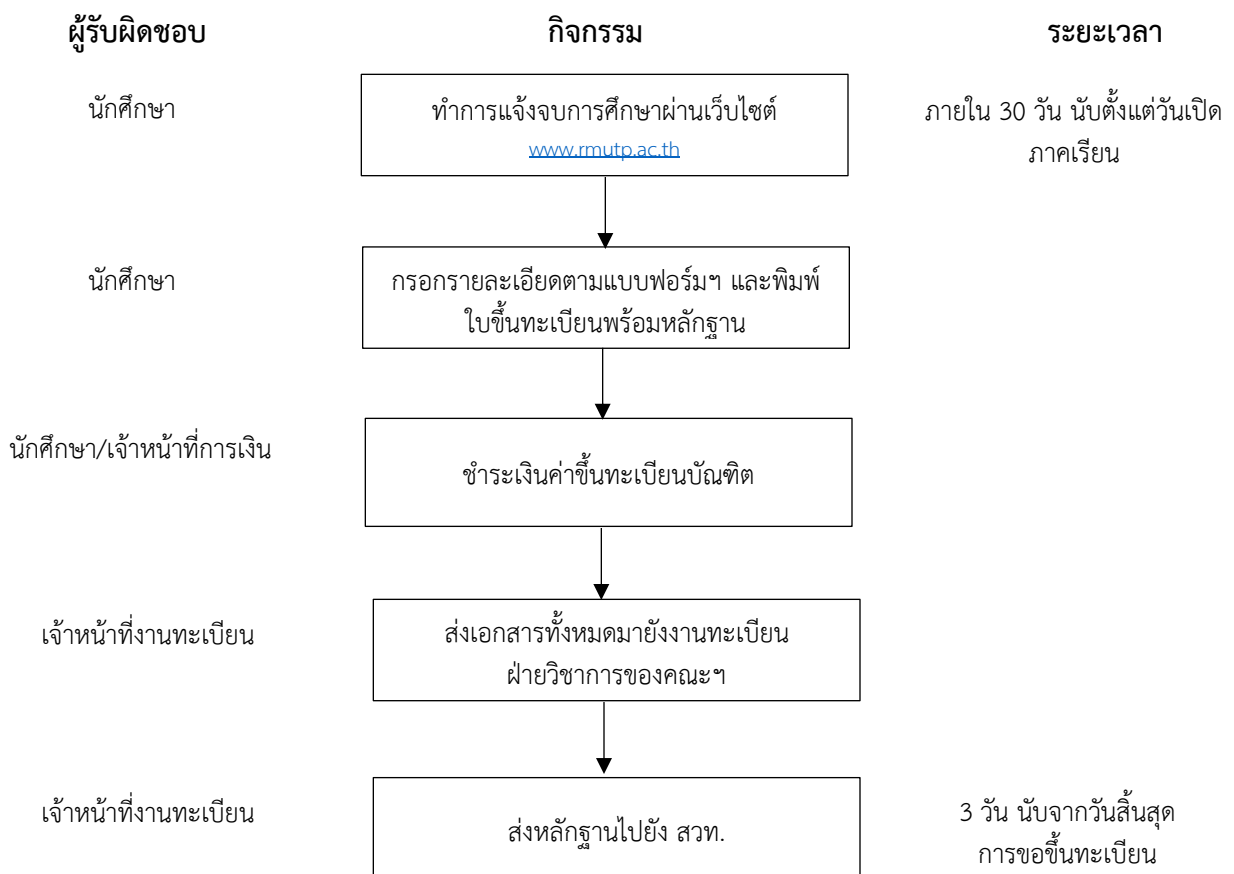 ผู้รับผิดชอบ กิจกรรม ระยะเวลา
นักศึกษา
ทำการแจ้งจบการศึกษาผ่านเว็บไซต์
www.rmutp.ac.th
ภายใน 30 วัน นับตั้งแต่วันเปิด
ภาคเรียน
นักศึกษา
กรอกรายละเอียดตามแบบฟอร์มฯ และพิมพ์
ใบขึ้นทะเบียนพร้อมหลักฐาน
นักศึกษา/เจ้าหน้าที่การเงิน
ชำระเงินค่าขึ้นทะเบียนบัณฑิต
เจ้าหน้าที่งานทะเบียน
ส่งเอกสารทั้งหมดมายังงานทะเบียน
ฝ่ายวิชาการของคณะฯ
เจ้าหน้าที่งานทะเบียน
ส่งหลักฐานไปยัง สวท.
3 วัน นับจากวันสิ้นสุด
การขอขึ้นทะเบียน